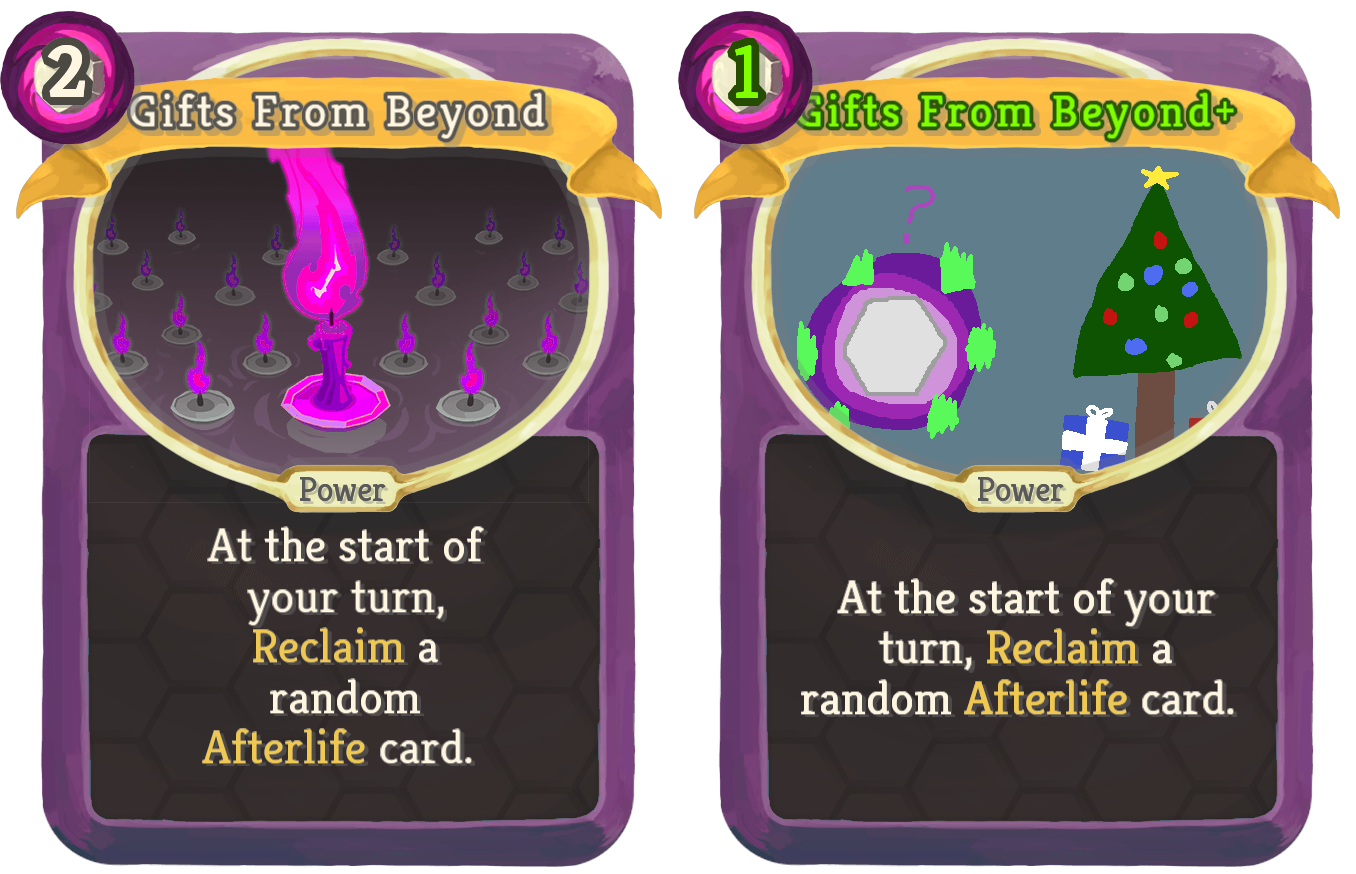 2
Gifts From Beyond
Power
At the start of
your turn,
Reclaim a
random
Afterlife card.
1
Gifts From Beyond+
?
Power
At the start of your
turn, Reclaim a
random Afterlife card.